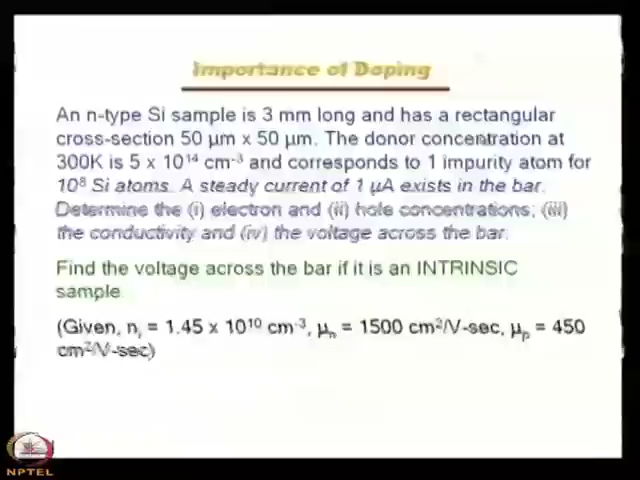 Importance of Doping
An n-type Si sample is 3 mm long and has a rectangular
cross-section 50 µm x 50 µm. The donor concentration at
300K is 5 x 10¹⁴ cm⁻³ and corresponds to 1 impurity atom for
10⁸ Si atoms. A steady current of 1 µA exists in the bar.
Determine the (i) electron and (ii) hole concentrations; (iii)
the conductivity and (iv) the voltage across the bar.
Find the voltage across the bar if it is an INTRINSIC
sample.
(Given, nᵢ = 1.45 x 10¹⁰ cm⁻³, µₙ = 1500 cm²/V-sec, µₚ = 450
cm²/V-sec)
NPTEL